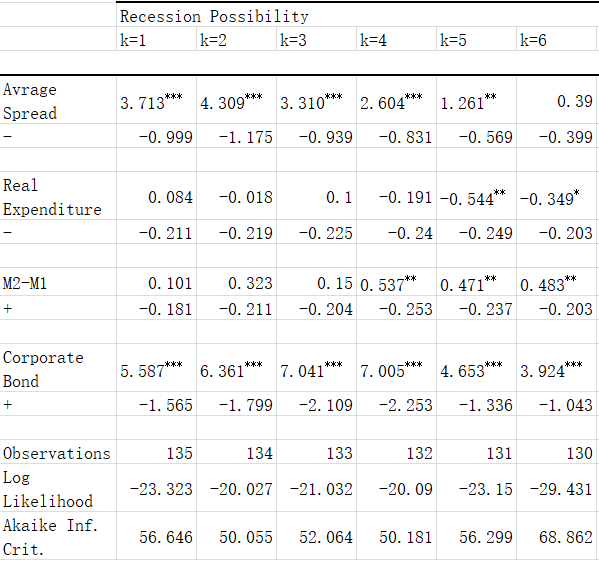 Recession Possibility
k=1 k=2 k=3 k=4 k=5 k=6
Avrage
Spread 3.713*** 4.309*** 3.310*** 2.604*** 1.261** 0.39
- -0.999 -1.175 -0.939 -0.831 -0.569 -0.399
Real
Expenditure 0.084 -0.018 0.1 -0.191 -0.544** -0.349*
- -0.211 -0.219 -0.225 -0.24 -0.249 -0.203
M2-M1 0.101 0.323 0.15 0.537** 0.471** 0.483**
+ -0.181 -0.211 -0.204 -0.253 -0.237 -0.203
Corporate
Bond 5.587*** 6.361*** 7.041*** 7.005*** 4.653*** 3.924***
+ -1.565 -1.799 -2.109 -2.253 -1.336 -1.043
Observations 135 134 133 132 131 130
Log
Likelihood -23.323 -20.027 -21.032 -20.09 -23.15 -29.431
Akaike Inf.
Crit. 56.646 50.055 52.064 50.181 56.299 68.862